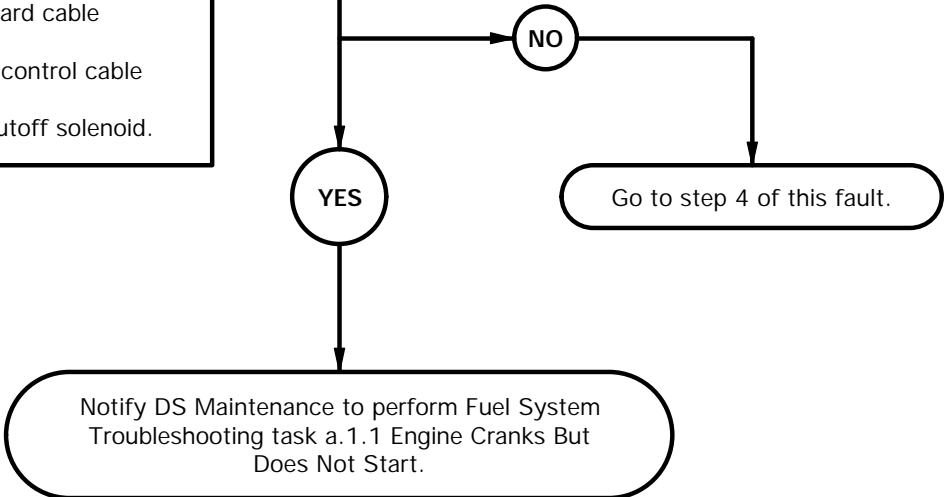 ard cable
control cable
utoff solenoid.
NO
YES
Go to step 4 of this fault.
Notify DS Maintenance to perform Fuel System
Troubleshooting task a.1.1 Engine Cranks But
Does Not Start.